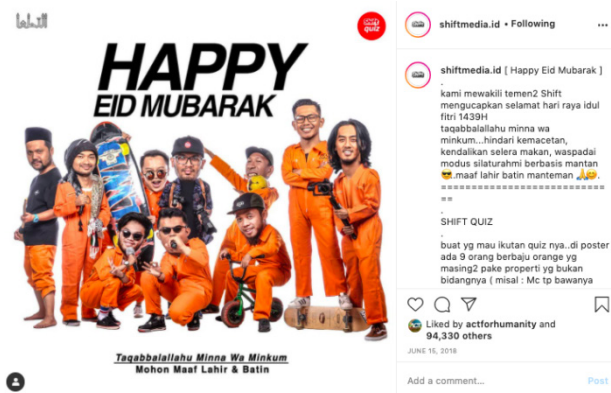 quiz
HAPPY
EID MUBARAK
Taqabbalallahu Minna Wa Minkum
Mohon Maaf Lahir & Batin
shiftmedia.id • Following
shiftmedia.id [ Happy Eid Mubarak ]
.
kami mewakili temen2 Shift
mengucapkan selamat hari raya idul
fitri 1439H
taqabbalallahu minna wa
minkum...hindari kemacetan,
kendalikan selera makan, waspadai
modus silaturahmi berbasis mantan
😎.maaf lahir batin manteman 🙏🤗.
===========================
==
.
SHIFT QUIZ
.
buat yg mau ikutan quiz nya..di poster
ada 9 orang berbaju orange yg
masing2 pake properti yg bukan
bidangnya ( misal : Mc tp bawanya
Liked by actforhumanity and
94,330 others
JUNE 15, 2018
Add a comment...
Post